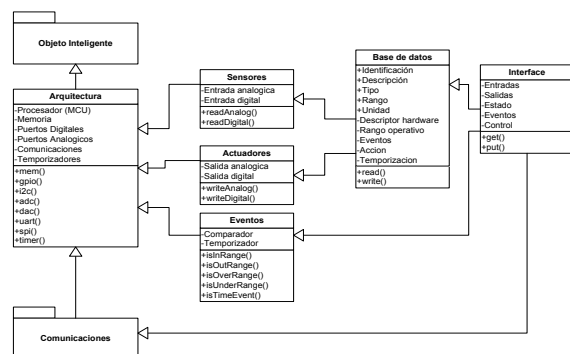 Objeto Inteligente
Arquitectura
-Procesador (MCU)
-Memoria
-Puertos Digitales
-Puertos Analogicos
-Comunicaciones
-Temporizadores
+mem()
+gpio()
+i2c()
+adc()
+dac()
+uart()
+spi()
+timer()
Comunicaciones
Sensores
-Entrada analogica
-Entrada digital
+readAnalog()
+readDigital()
Actuadores
-Salida analogica
-Salida digital
+writeAnalog()
+writeDigital()
Eventos
-Comparador
-Temporizador
+isInRange()
+isOutRange()
+isOverRange()
+isUnderRange()
+isTimeEvent()
Base de datos
+Identificación
+Descripción
+Tipo
+Rango
+Unidad
-Descriptor hardware
-Rango operativo
-Eventos
-Accion
-Temporizacion
+read()
+write()
Interface
-Entradas
-Salidas
-Estado
-Eventos
-Control
+get()
+put()